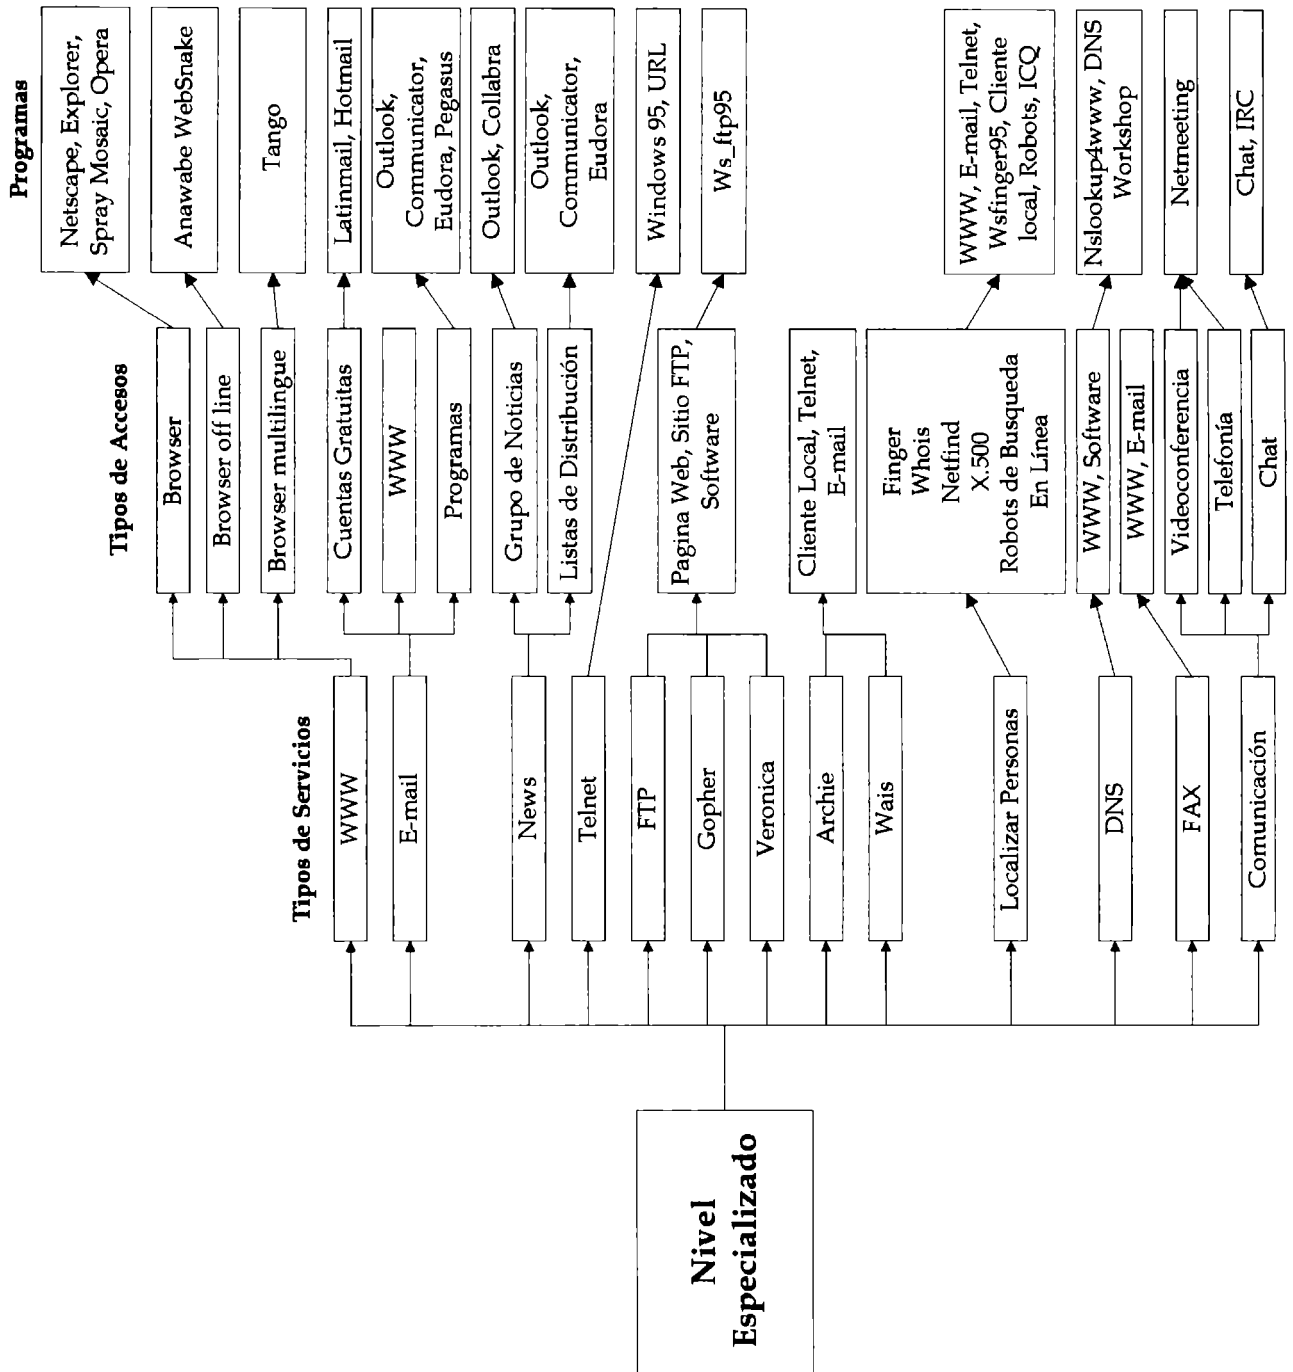 Nivel
Especializado
Tipos de Servicios
WWW
E-mail
News
Telnet
FTP
Gopher
Veronica
Archie
Wais
Localizar Personas
DNS
FAX
Comunicación
Tipos de Accesos
Browser
Browser off line
Browser multilingue
Cuentas Gratuitas
WWW
Programas
Grupo de Noticias
Listas de Distribución
Pagina Web, Sitio FTP,
Software
Cliente Local, Telnet,
E-mail
Finger
Whois
Netfind
X.500
Robots de Busqueda
En Línea
WWW, Software
WWW, E-mail
Videoconferencia
Telefonía
Chat
Programas
Netscape, Explorer,
Spray Mosaic, Opera
Anawabe WebSnake
Tango
Latinmail, Hotmail
Outlook,
Communicator,
Eudora, Pegasus
Outlook, Collabra
Outlook,
Communicator,
Eudora
Windows 95, URL
Ws_ftp95
WWW, E-mail, Telnet,
Wsfinger95, Cliente
local, Robots, ICQ
Nslookup4www, DNS
Workshop
Netmeeting
Chat, IRC